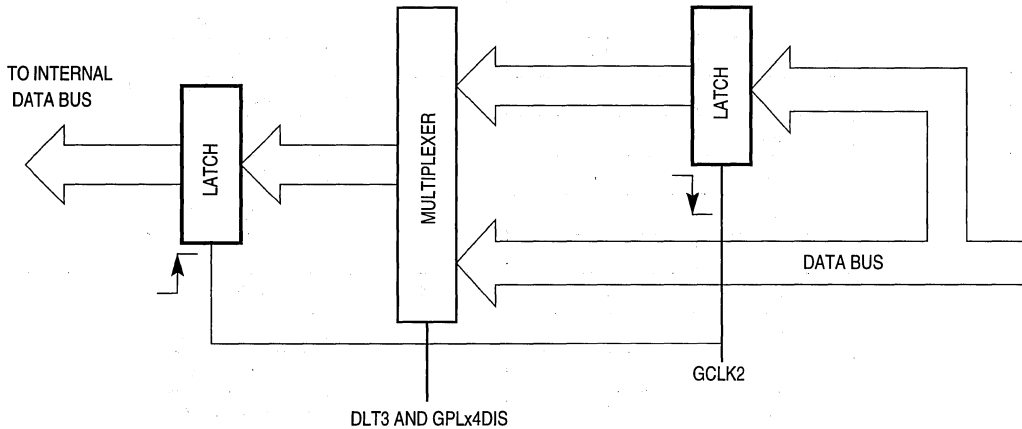 TO INTERNAL
DATA BUS
LATCH
MULTIPLEXER
LATCH
DATA BUS
GCLK2
DLT3 AND GPLx4DIS